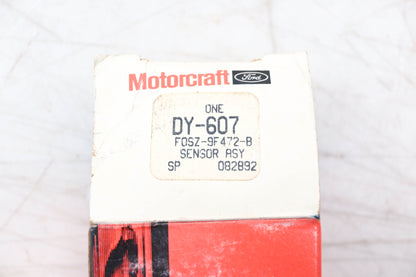 Motorcraft Ford
ONE
DY-607
F0SZ-9F472-B
SENSOR ASY
SP 082892